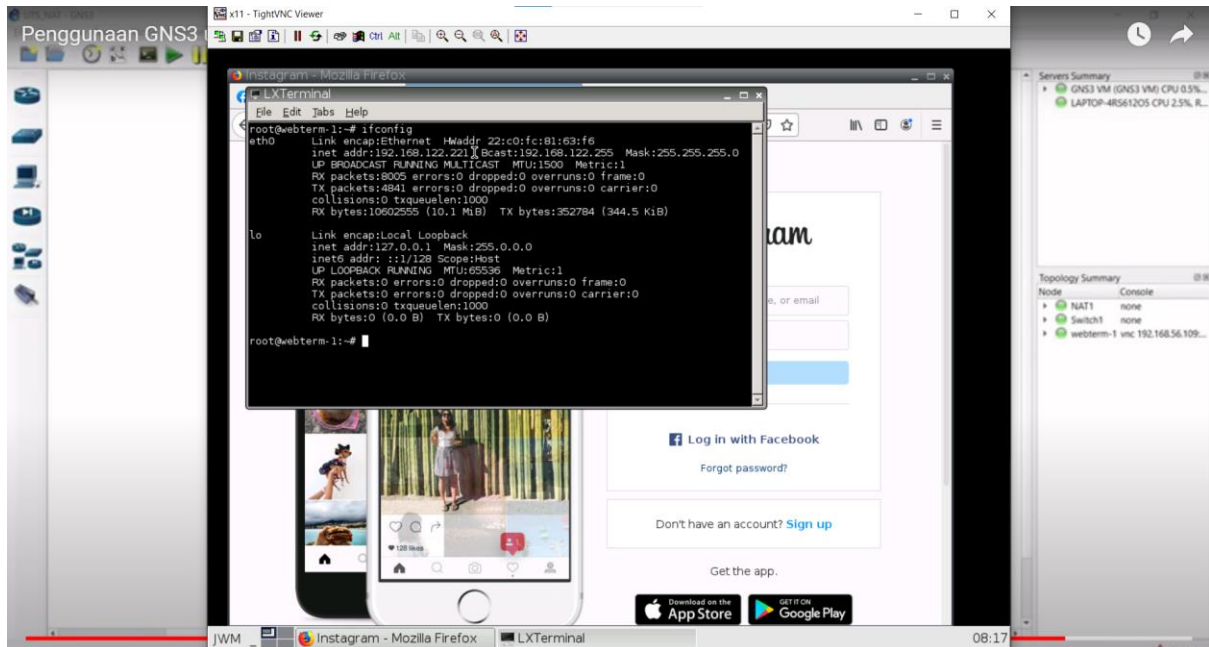 UTS_NAT - GNS3
Penggunaan GNS3 u
x11 - TightVNC Viewer
Ctrl Alt
Instagram - Mozilla Firefox
LXTerminal
File Edit Tabs Help
root@webterm-1:~# ifconfig
eth0 Link encap:Ethernet HWaddr 22:c0:fc:81:63:f6
inet addr:192.168.122.221 Bcast:192.168.122.255 Mask:255.255.255.0
UP BROADCAST RUNNING MULTICAST MTU:1500 Metric:1
RX packets:8005 errors:0 dropped:0 overruns:0 frame:0
TX packets:4841 errors:0 dropped:0 overruns:0 carrier:0
collisions:0 txqueuelen:1000
RX bytes:10602555 (10.1 MiB) TX bytes:352784 (344.5 KiB)
lo Link encap:Local Loopback
inet addr:127.0.0.1 Mask:255.0.0.0
inet6 addr: ::1/128 Scope:Host
UP LOOPBACK RUNNING MTU:65536 Metric:1
RX packets:0 errors:0 dropped:0 overruns:0 frame:0
TX packets:0 errors:0 dropped:0 overruns:0 carrier:0
collisions:0 txqueuelen:1000
RX bytes:0 (0.0 B) TX bytes:0 (0.0 B)
root@webterm-1:~#
am
e, or email
Log in with Facebook
Forgot password?
128 likes
1
Don't have an account? Sign up
Get the app.
Download on the
App Store
GET IT ON
Google Play
JWM
Instagram - Mozilla Firefox
LXTerminal
08:17
Servers Summary
GNS3 VM (GNS3 VM) CPU 0.5%...
LAPTOP-4RS612O5 CPU 2.5%, R...
Topology Summary
Node Console
NAT1 none
Switch1 none
webterm-1 vnc 192.168.56.109:...